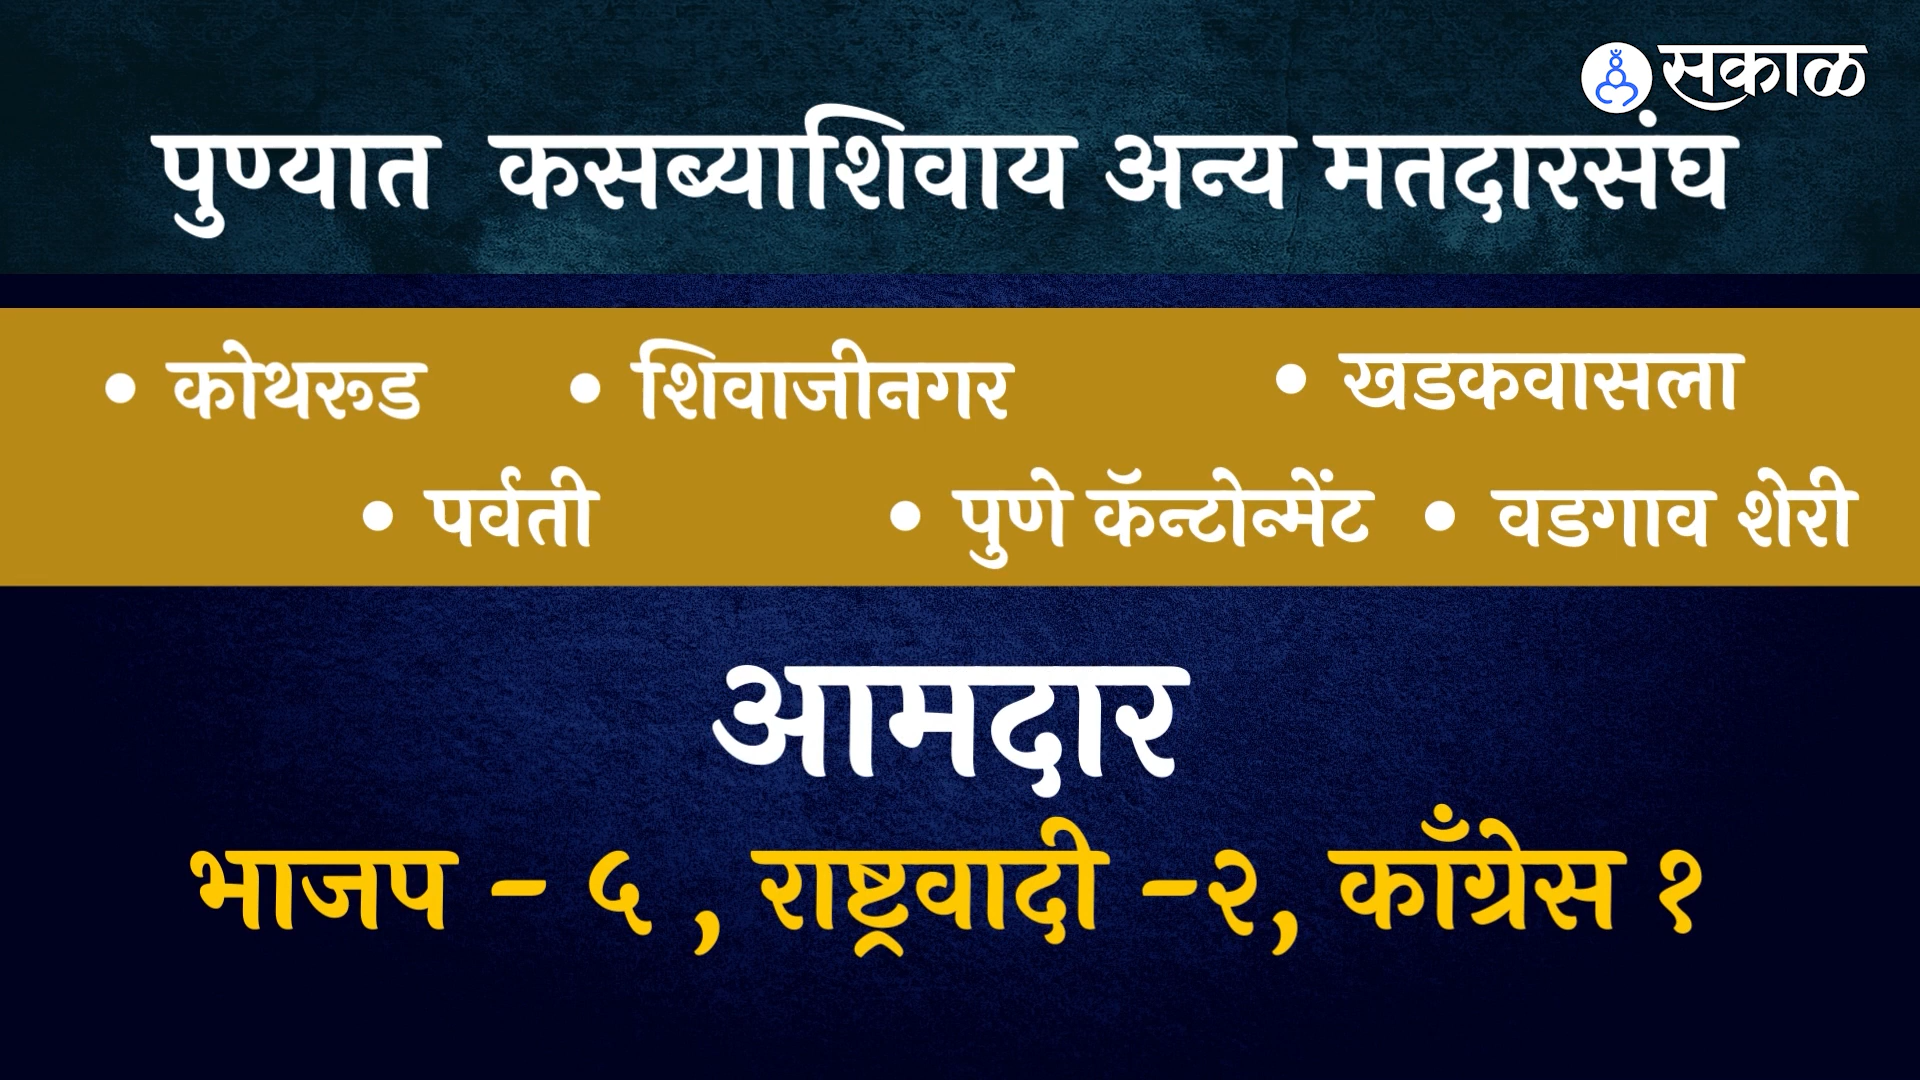 सकाळ
पुण्यात कसब्याशिवाय अन्य मतदारसंघ
• कोथरूड • शिवाजीनगर • खडकवासला
• पर्वती • पुणे कॅन्टोन्मेंट • वडगाव शेरी
आमदार
भाजप - ५ , राष्ट्रवादी -२, काँग्रेस १